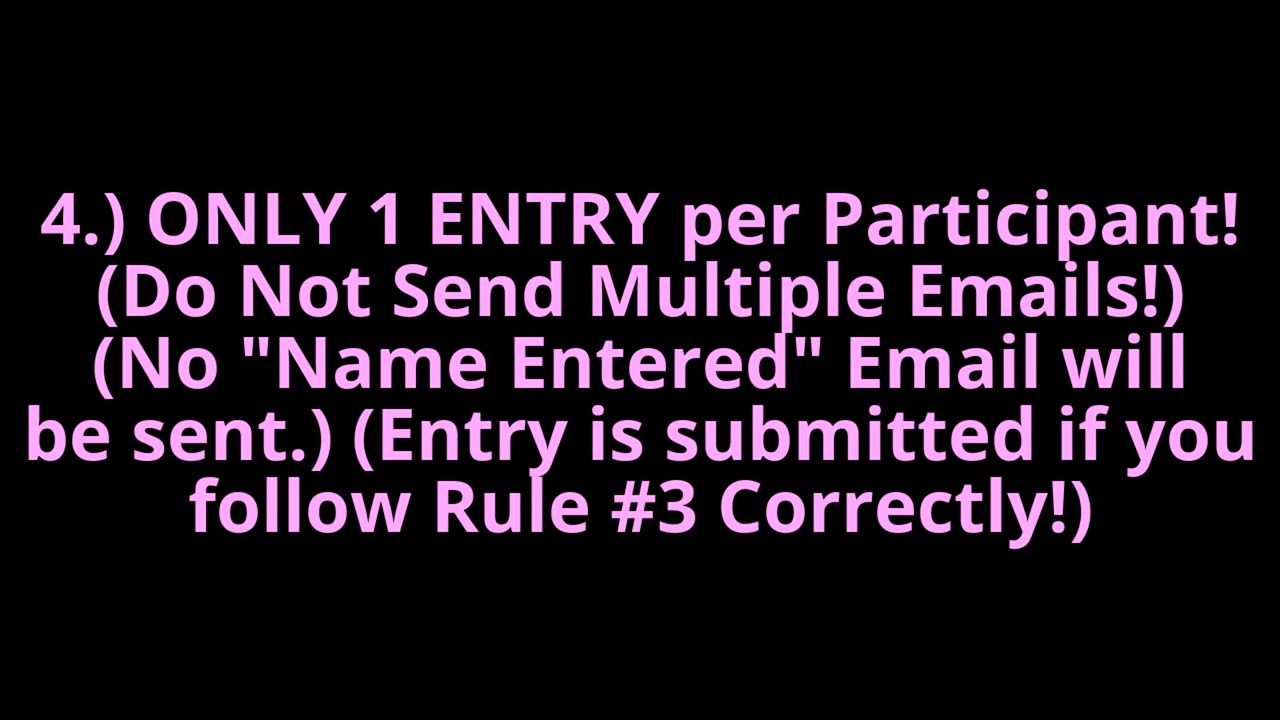 4.) ONLY 1 ENTRY per Participant!
(Do Not Send Multiple Emails!)
(No "Name Entered" Email will
be sent.) (Entry is submitted if you
follow Rule #3 Correctly!)